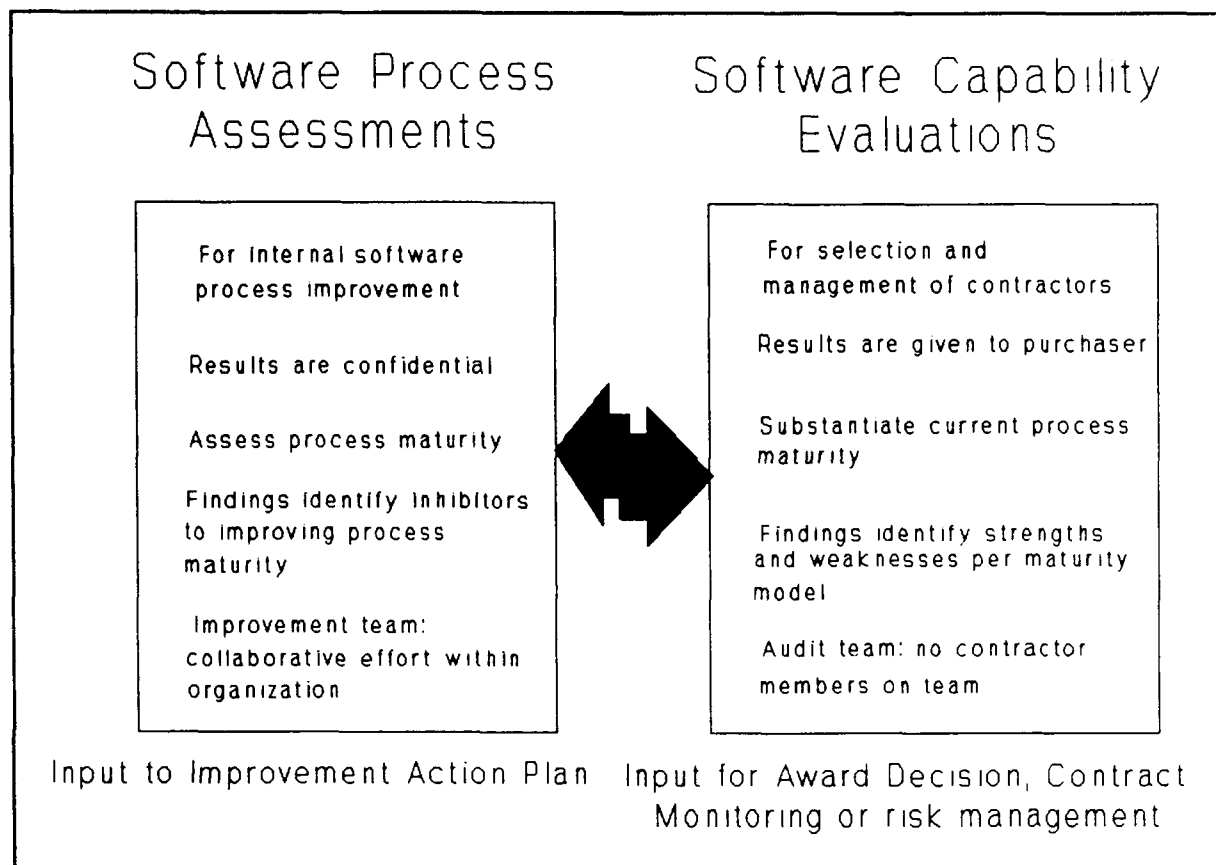 Software Process
Assessments
For internal software
process improvement
Results are confidential
Assess process maturity
Findings identify inhibitors
to improving process
maturity
Improvement team:
collaborative effort within
organization
Input to Improvement Action Plan
Software Capability
Evaluations
For selection and
management of contractors
Results are given to purchaser
Substantiate current process
maturity
Findings identify strengths
and weaknesses per maturity
model
Audit team: no contractor
members on team
Input for Award Decision, Contract
Monitoring or risk management